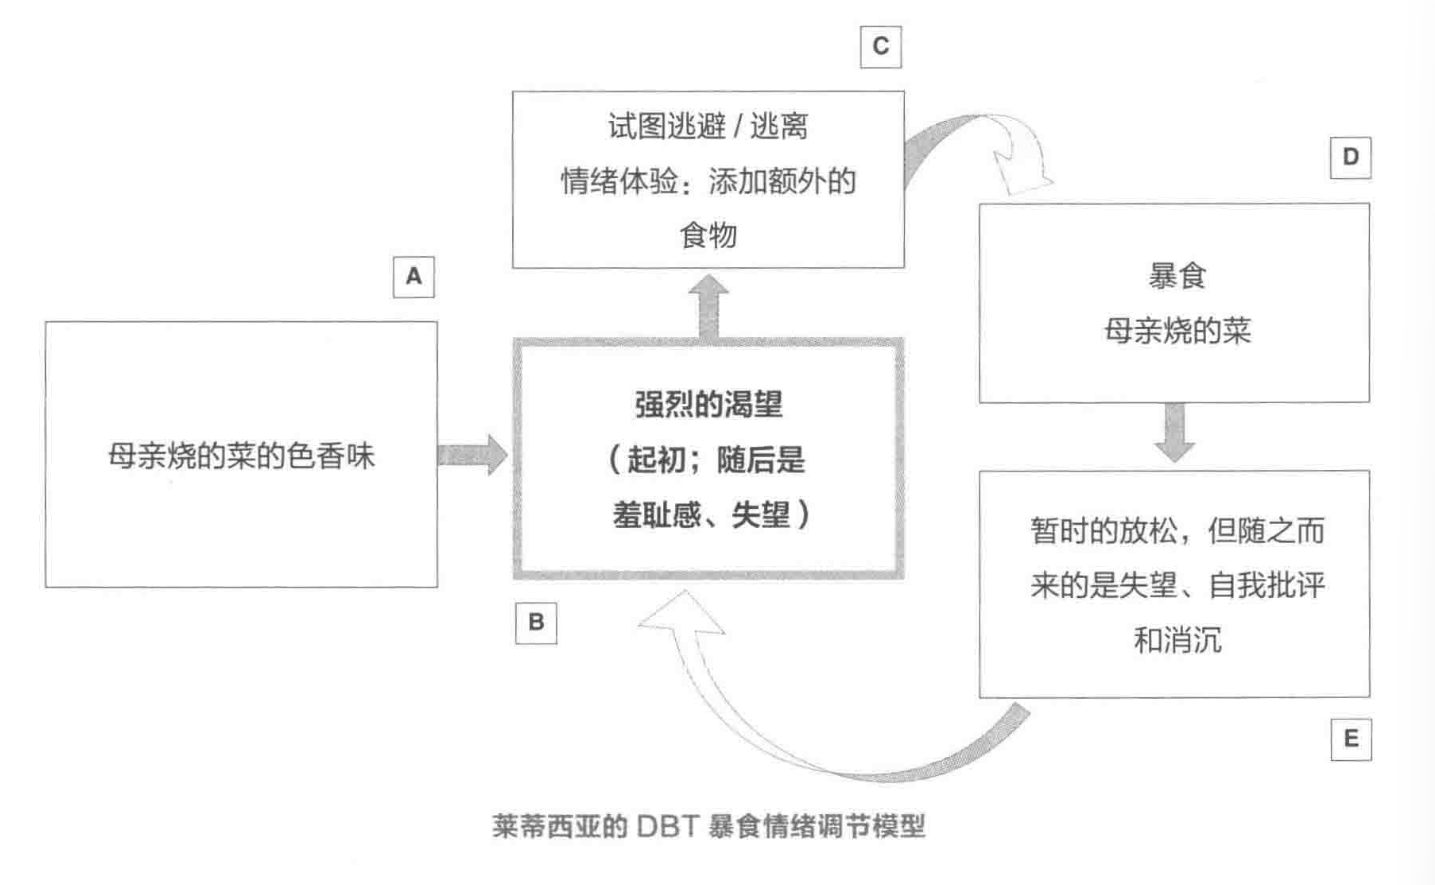 A
母亲烧的菜的色香味
B
强烈的渴望
（起初；随后是
羞耻感、失望）
C
试图逃避 / 逃离
情绪体验：添加额外的
食物
D
暴食
母亲烧的菜
E
暂时的放松，但随之而
来的是失望、自我批评
和消沉
莱蒂西亚的 DBT 暴食情绪调节模型